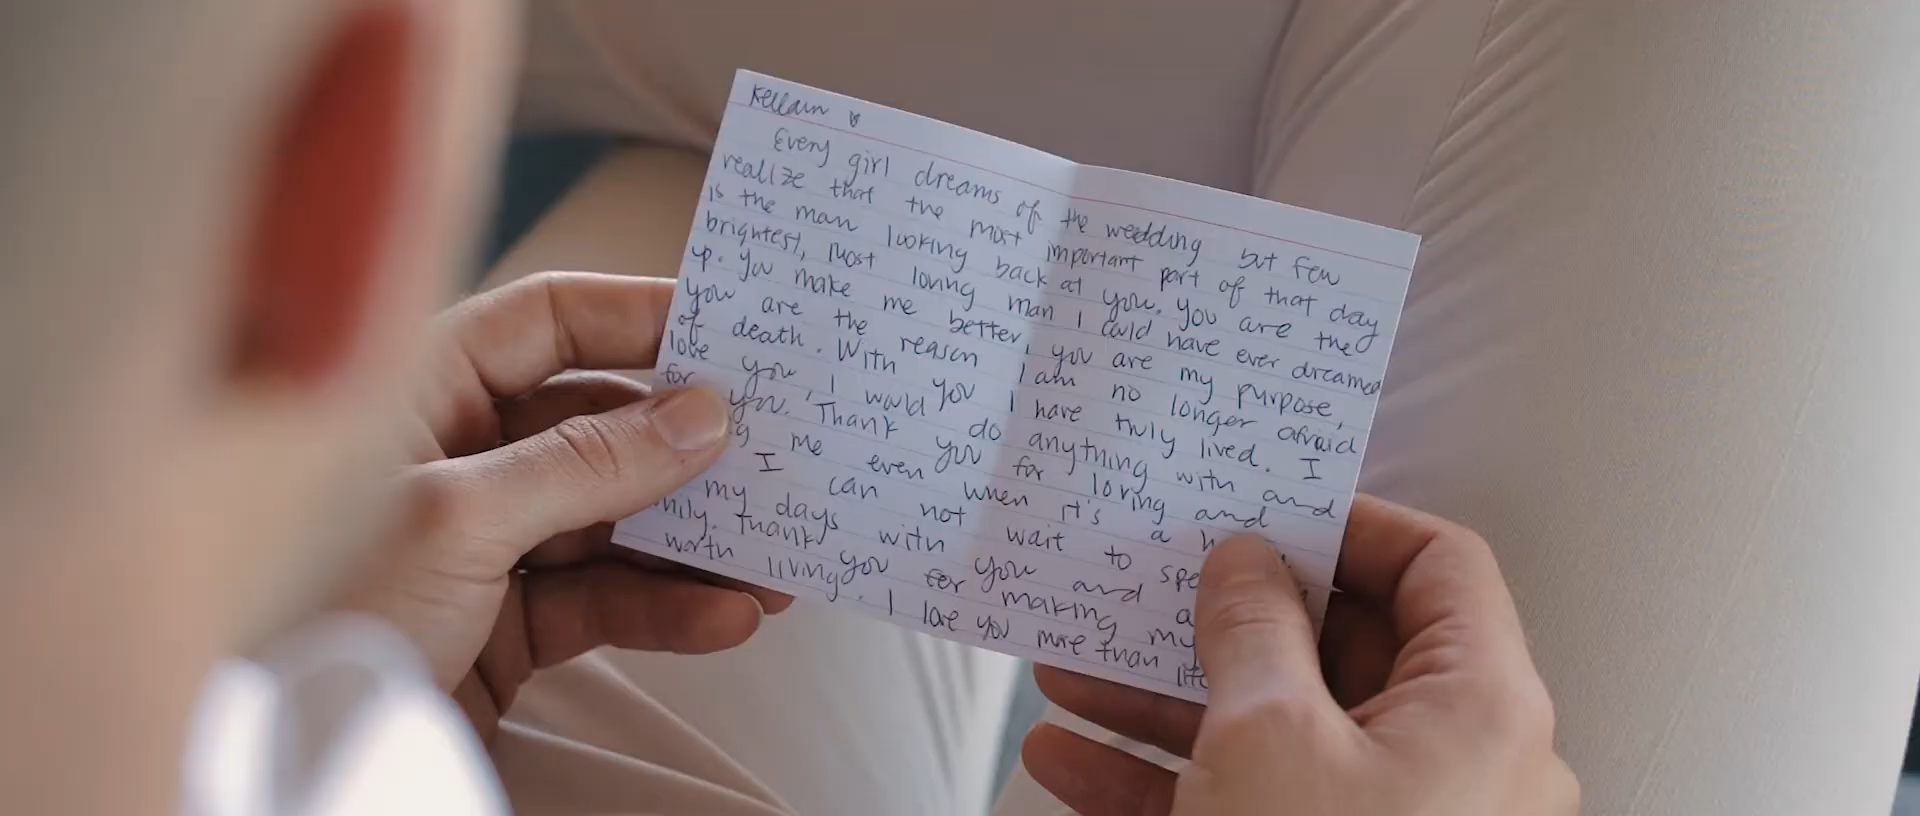 Kellam
Every girl dreams of the wedding but few
realize that the most important part of that day
is the man looking back at you. You are the
brightest, most loving man I could have ever dreamed
up. You make me better, you are my purpose,
you are the reason I am no longer afraid
of death. With you I have truly lived. I
love you, I would do anything with and
for you. Thank you for loving and
me even when it's a
I can not wait to
my days with you and
Thank you for making my
worth living. I love you more than life